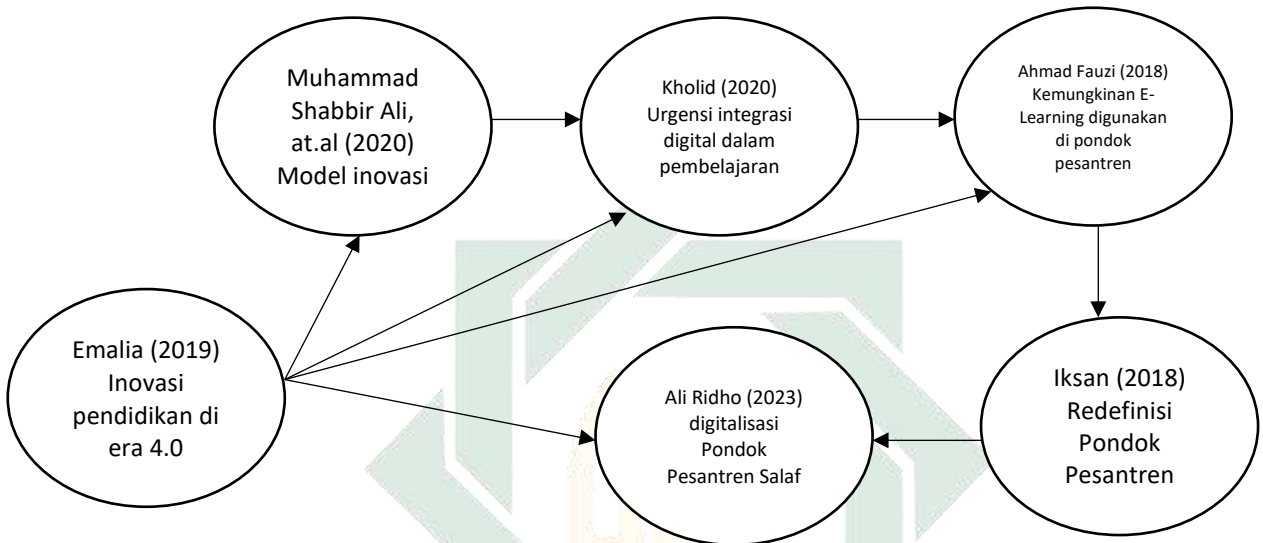 Muhammad
Shabbir Ali,
at.al (2020)
Model inovasi
Kholid (2020)
Urgensi integrasi
digital dalam
pembelajaran
Ahmad Fauzi (2018)
Kemungkinan E-
Learning digunakan
di pondok
pesantren
Emalia (2019)
Inovasi
pendidikan di
era 4.0
Ali Ridho (2023)
digitalisasi
Pondok
Pesantren Salaf
Iksan (2018)
Redefinisi
Pondok
Pesantren